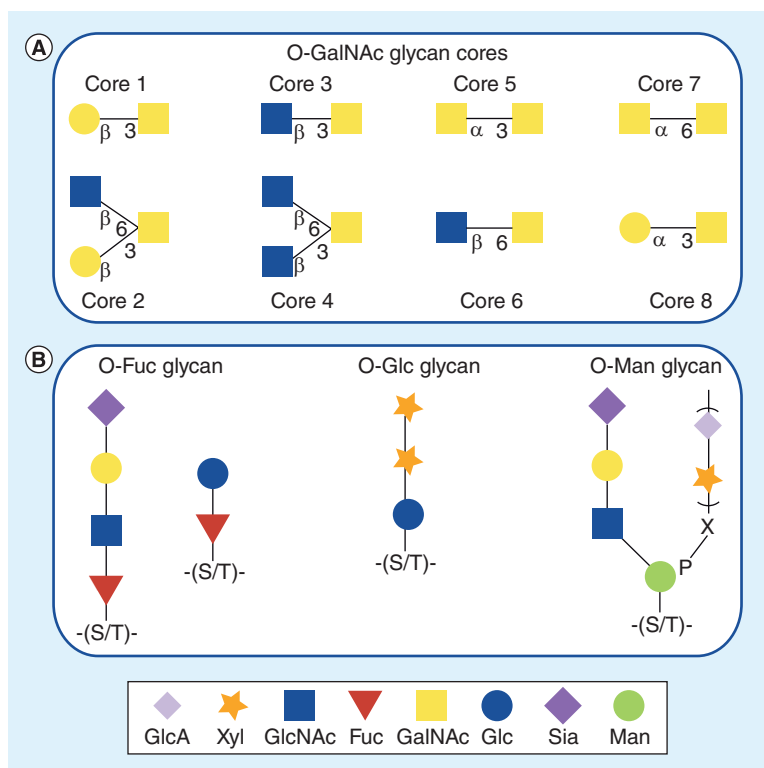 A
O-GalNAc glycan cores
Core 1 Core 3 Core 5 Core 7
β 3 β 3 α 3 α 6
β 6 3 β β 6 3 β β 6 α 3
Core 2 Core 4 Core 6 Core 8
B
O-Fuc glycan O-Glc glycan O-Man glycan
X
P
-(S/T)- -(S/T)-
-(S/T)- -(S/T)-
GlcA Xyl GlcNAc Fuc GalNAc Glc Sia Man